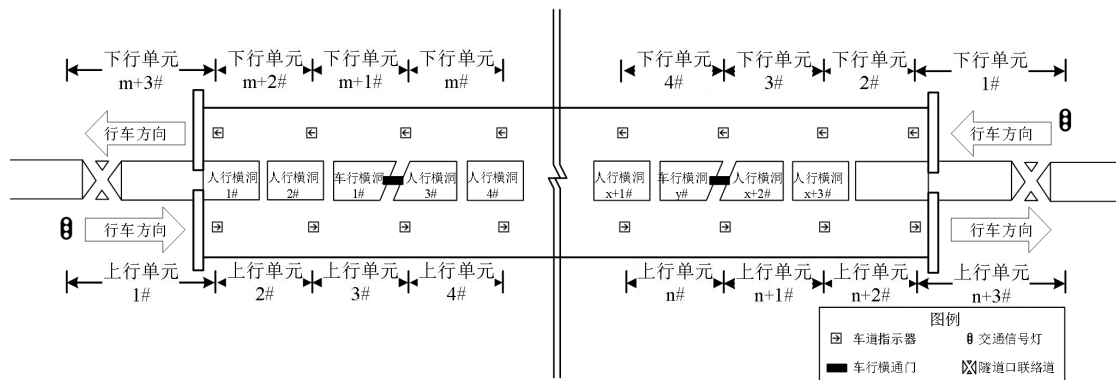 下行单元
m+3#
下行单元
m+2#
下行单元
m+1#
下行单元
m#
下行单元
4#
下行单元
3#
下行单元
2#
下行单元
1#
行车方向
行车方向
人行横洞
1#
人行横洞
2#
车行横洞
1#
人行横洞
3#
人行横洞
4#
人行横洞
x+1#
车行横洞
y#
人行横洞
x+2#
人行横洞
x+3#
行车方向
行车方向
上行单元
1#
上行单元
2#
上行单元
3#
上行单元
4#
上行单元
n#
上行单元
n+1#
上行单元
n+2#
上行单元
n+3#
图例
车道指示器
交通信号灯
车行横通门
隧道口联络道